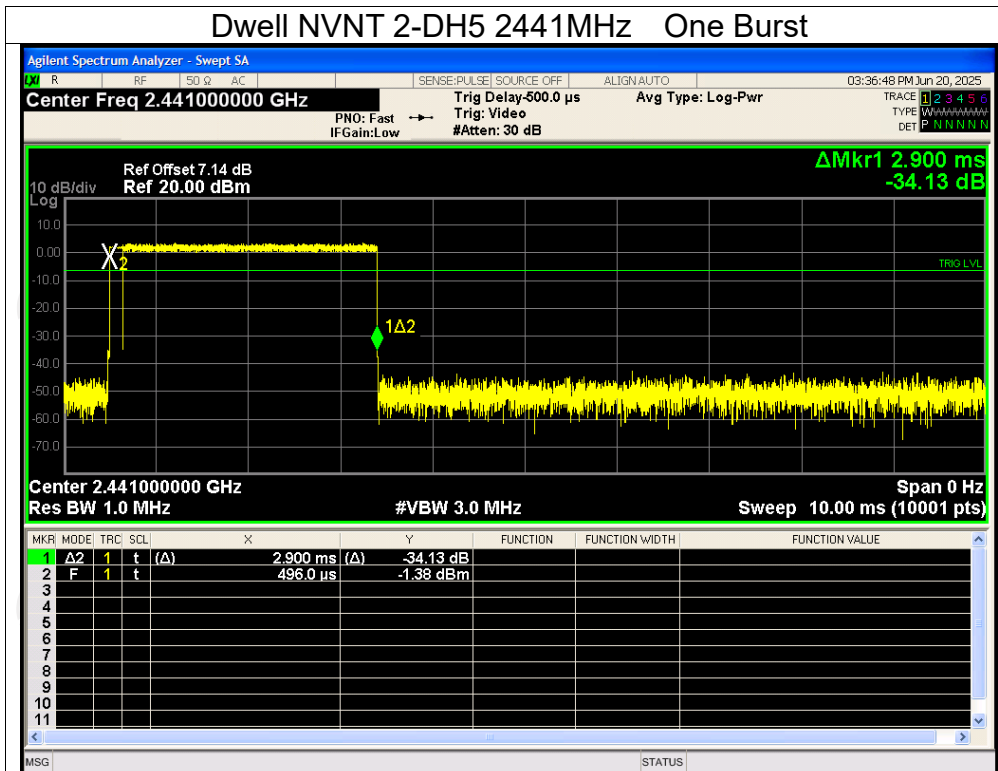 Dwell NVNT 2-DH5 2441MHz One Burst
Agilent Spectrum Analyzer - Swept SA
LXI R RF 50 Ω AC SENSE:PULSE SOURCE OFF ALIGN AUTO 03:36:48 PM Jun 20, 2025
Center Freq 2.441000000 GHz
PNO: Fast
IFGain:Low
Trig Delay-500.0 µs
Trig: Video
#Atten: 30 dB
Avg Type: Log-Pwr
TRACE 1 2 3 4 5 6
TYPE WWWWWW
DET P N N N N N
ΔMkr1 2.900 ms
-34.13 dB
Ref Offset 7.14 dB
10 dB/div Ref 20.00 dBm
Log
10.0
0.00
-10.0
-20.0
-30.0
-40.0
-50.0
-60.0
-70.0
X2
TRIG LVL
1Δ2
Center 2.441000000 GHz Span 0 Hz
Res BW 1.0 MHz #VBW 3.0 MHz Sweep 10.00 ms (10001 pts)
MKR MODE TRC SCL X Y FUNCTION FUNCTION WIDTH FUNCTION VALUE
1 Δ2 1 t (Δ) 2.900 ms (Δ) -34.13 dB
2 F 1 t 496.0 µs -1.38 dBm
3
4
5
6
7
8
9
10
11
MSG STATUS